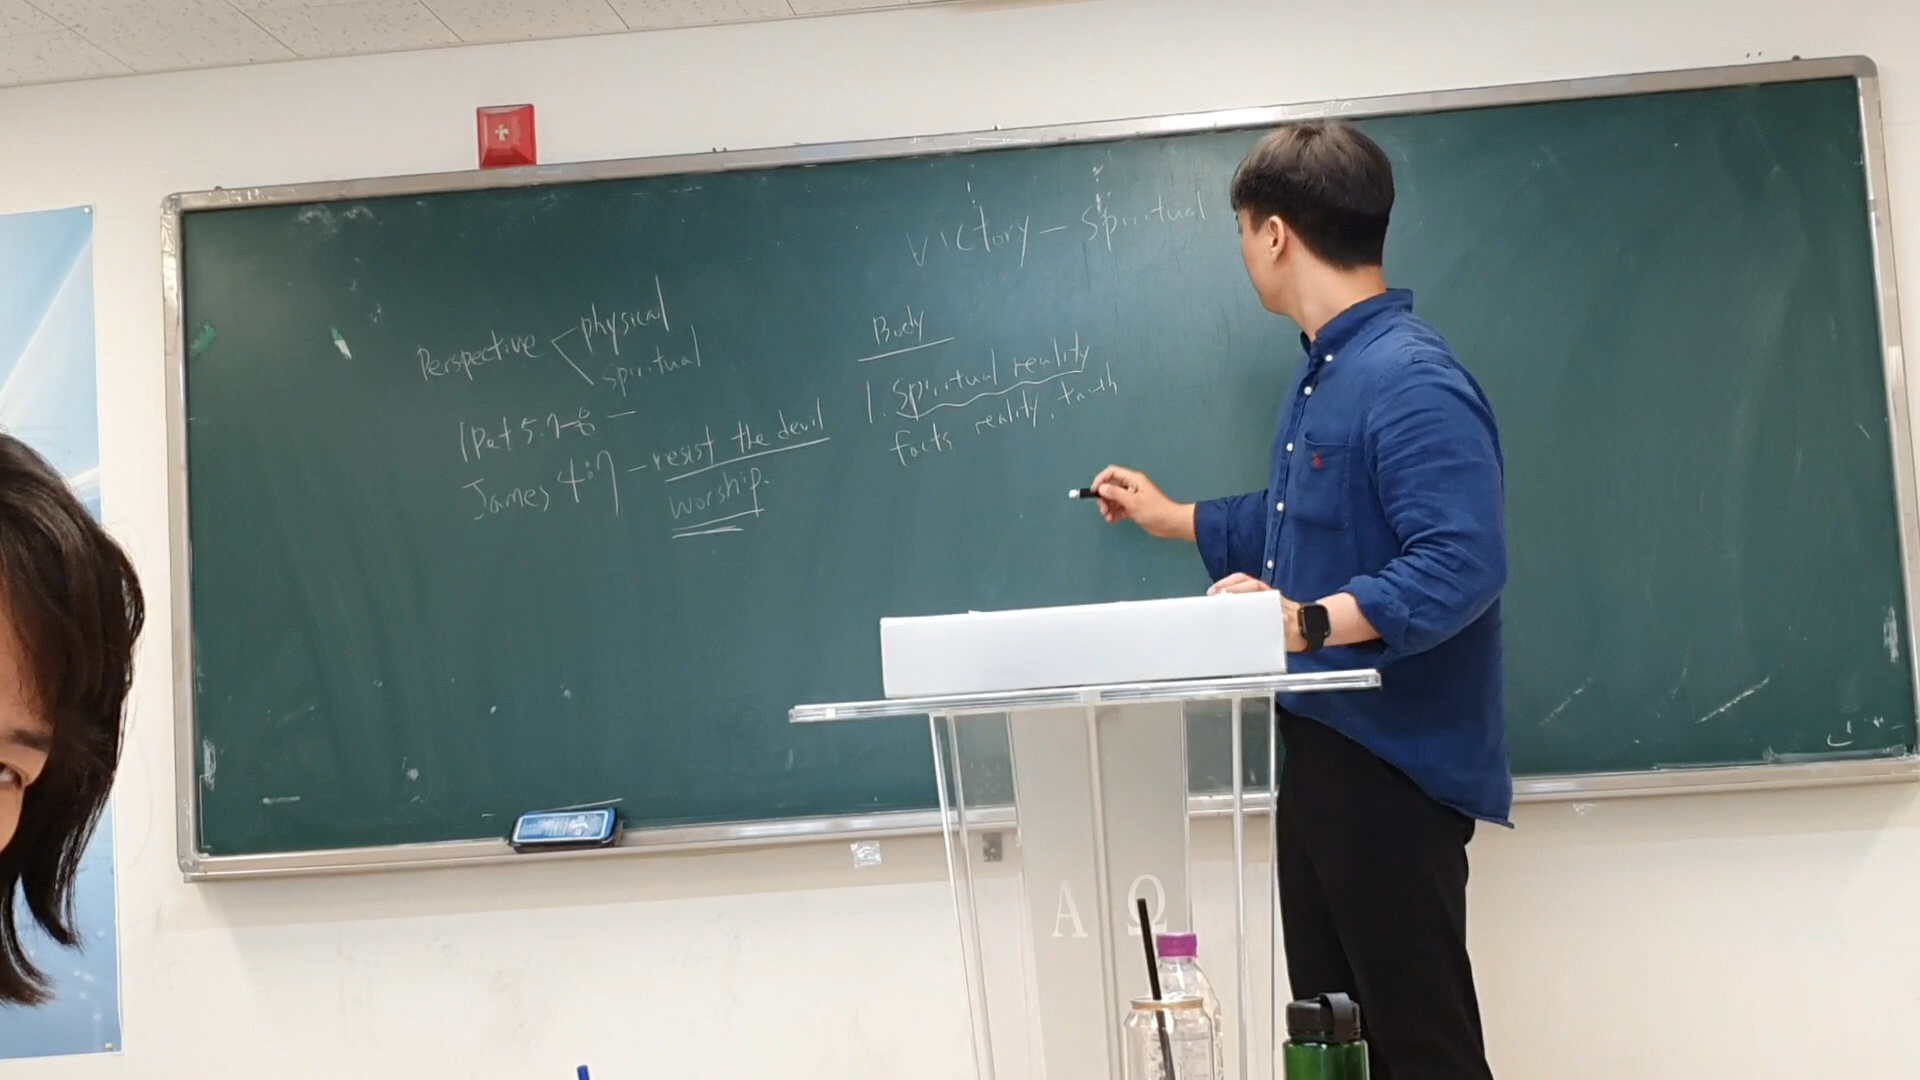 Victory - Spiritual
Perspective physical
spiritual
1Pet 5.7-8 -
James 4:7 - resist the devil
worship.
Body
1. Spiritual reality
facts reality, truth
Α Ω